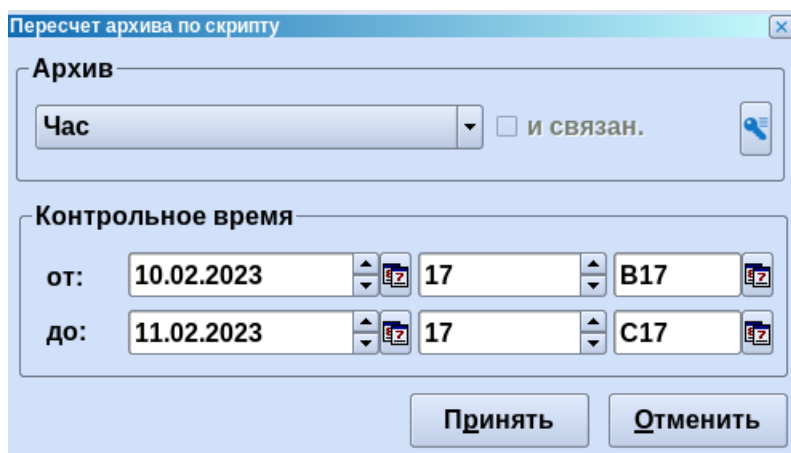 Пересчет архива по скрипту
Архив
Час и связан.
Контрольное время
от: 10.02.2023 17 B17
до: 11.02.2023 17 C17
Принять Отменить